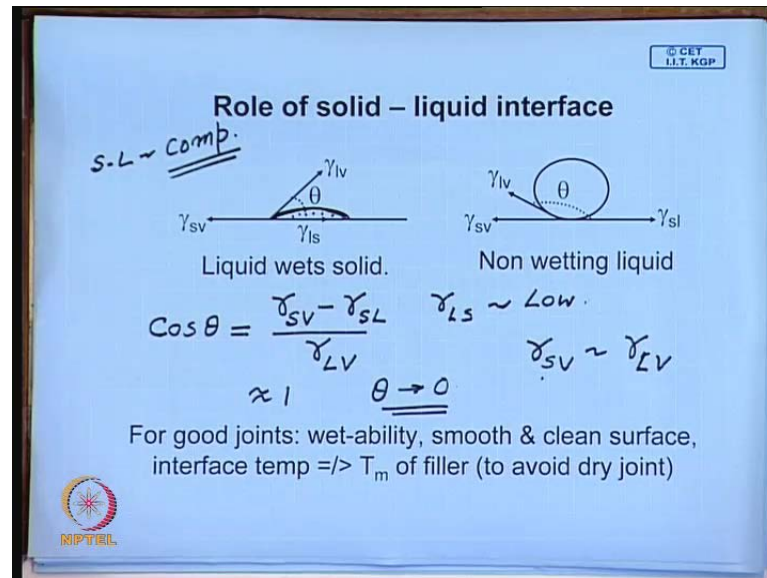 © CET
I.I.T. KGP
Role of solid – liquid interface
S-L ~ Comp.
γlv
θ
γsv
γls
Liquid wets solid.
γlv
θ
γsv
γsl
Non wetting liquid
Cos θ = (γSV − γSL) / γLV
γLS ~ Low.
γSV ~ γLV
≈ 1 θ → 0
For good joints: wet-ability, smooth & clean surface,
interface temp =/> Tm of filler (to avoid dry joint)
NPTEL